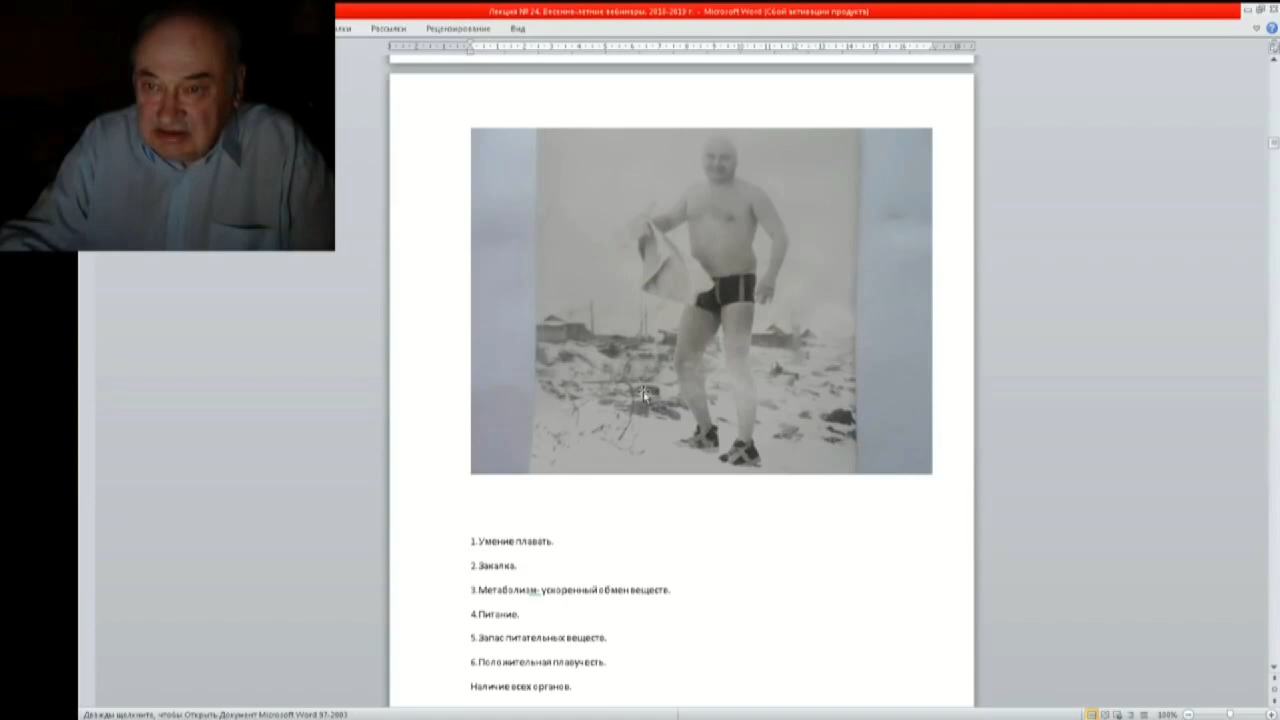 Лекция № 24. Весенне-летние вебинары. 2018-2019 г. - Microsoft Word (Сбой активации продукта)
Рассылки Рецензирование Вид
1.Умение плавать.
2.Закалка.
3.Метаболизм- ускоренный обмен веществ.
4.Питание.
5.Запас питательных веществ.
6.Положительная плавучесть.
Наличие всех органов.
Дважды щелкните, чтобы Открыть Документ Microsoft Word 97-2003
100%